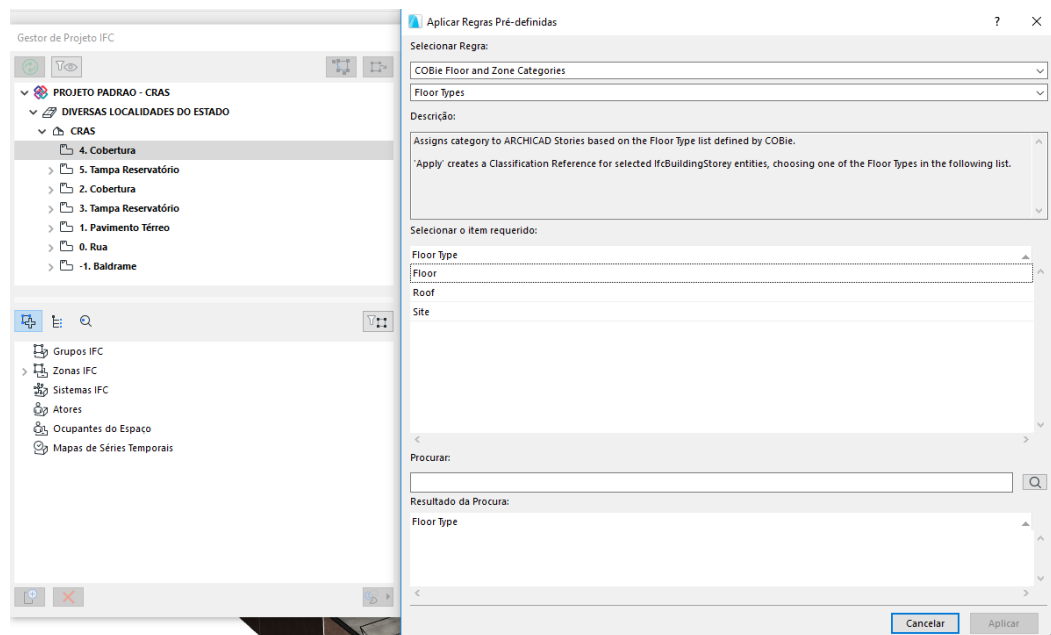 Gestor de Projeto IFC
PROJETO PADRAO - CRAS
DIVERSAS LOCALIDADES DO ESTADO
CRAS
4. Cobertura
5. Tampa Reservatório
2. Cobertura
3. Tampa Reservatório
1. Pavimento Térreo
0. Rua
-1. Baldrame
Grupos IFC
Zonas IFC
Sistemas IFC
Atores
Ocupantes do Espaço
Mapas de Séries Temporais
Aplicar Regras Pré-definidas
Selecionar Regra:
COBie Floor and Zone Categories
Floor Types
Descrição:
Assigns category to ARCHICAD Stories based on the Floor Type list defined by COBie.
'Apply' creates a Classification Reference for selected IfcBuildingStorey entities, choosing one of the Floor Types in the following list.
Selecionar o item requerido:
Floor Type
Floor
Roof
Site
Procurar:
Resultado da Procura:
Floor Type
Cancelar
Aplicar